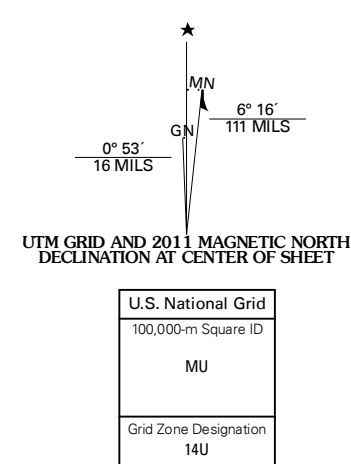 ★
MN
6° 16´
111 MILS
GN
0° 53´
16 MILS
UTM GRID AND 2011 MAGNETIC NORTH
DECLINATION AT CENTER OF SHEET
U.S. National Grid
100,000-m Square ID
MU
Grid Zone Designation
14U